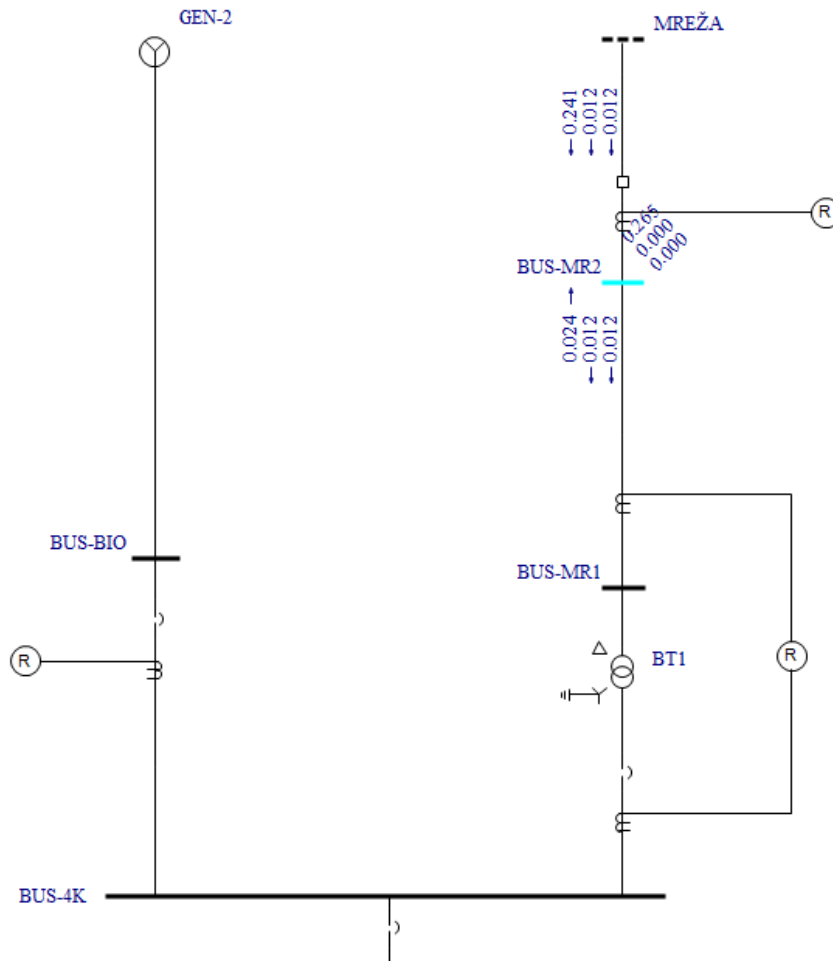 GEN-2
MREŽA
0.241
0.012
0.012
R
0.265
0.000
0.000
BUS-MR2
0.024
0.012
0.012
BUS-BIO
BUS-MR1
R
BT1
R
BUS-4K